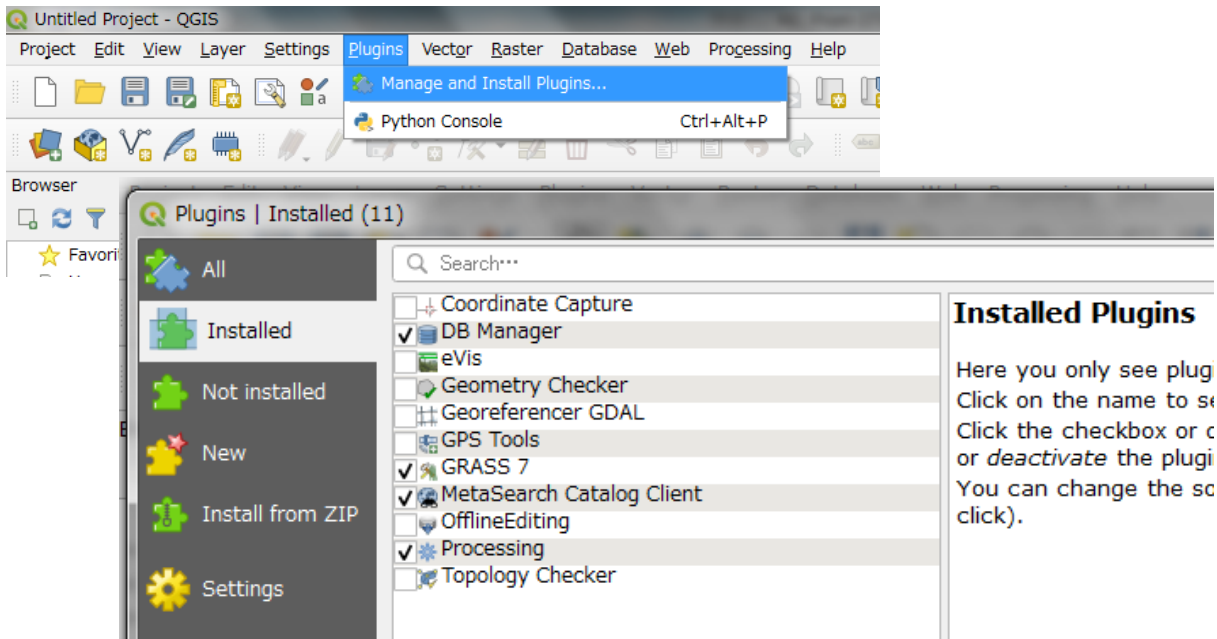 Untitled Project - QGIS
Project Edit View Layer Settings Plugins Vector Raster Database Web Processing Help
Manage and Install Plugins...
Python Console Ctrl+Alt+P
Browser
Favori
Plugins | Installed (11)
All
Installed
Not installed
New
Install from ZIP
Settings
Search...
Coordinate Capture
DB Manager
eVis
Geometry Checker
Georeferencer GDAL
GPS Tools
GRASS 7
MetaSearch Catalog Client
OfflineEditing
Processing
Topology Checker
Installed Plugins
Here you only see plugi
Click on the name to se
Click the checkbox or d
or deactivate the plugi
You can change the so
click).